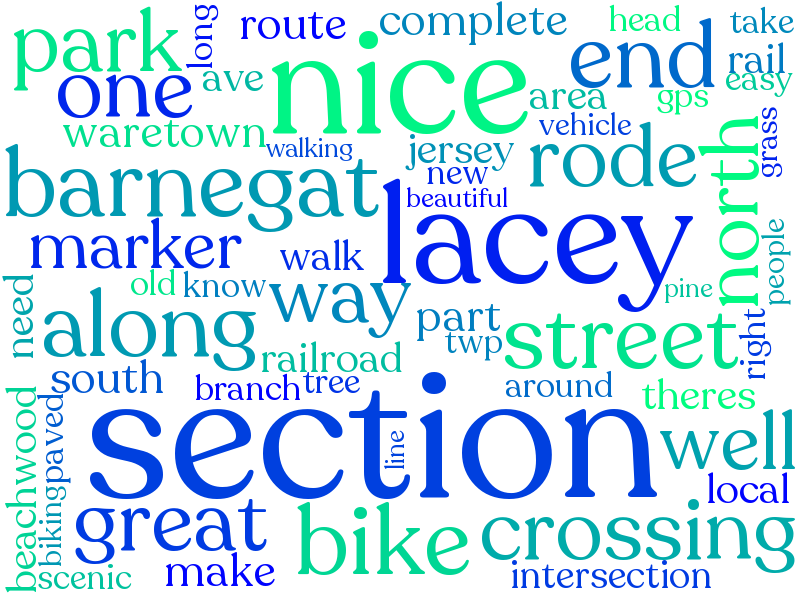 park
long
route
complete
head
take
one
ave
nice
end
rail
easy
area
gps
waretown
walking
vehicle
grass
jersey
new
beautiful
rode
north
barnegat
lacey
marker
walk
old
know
way
part
twp
pine
people
need
along
railroad
street
right
south
branch
tree
around
theres
beachwood
paved
biking
section
line
well
local
great
bike
crossing
scenic
make
intersection